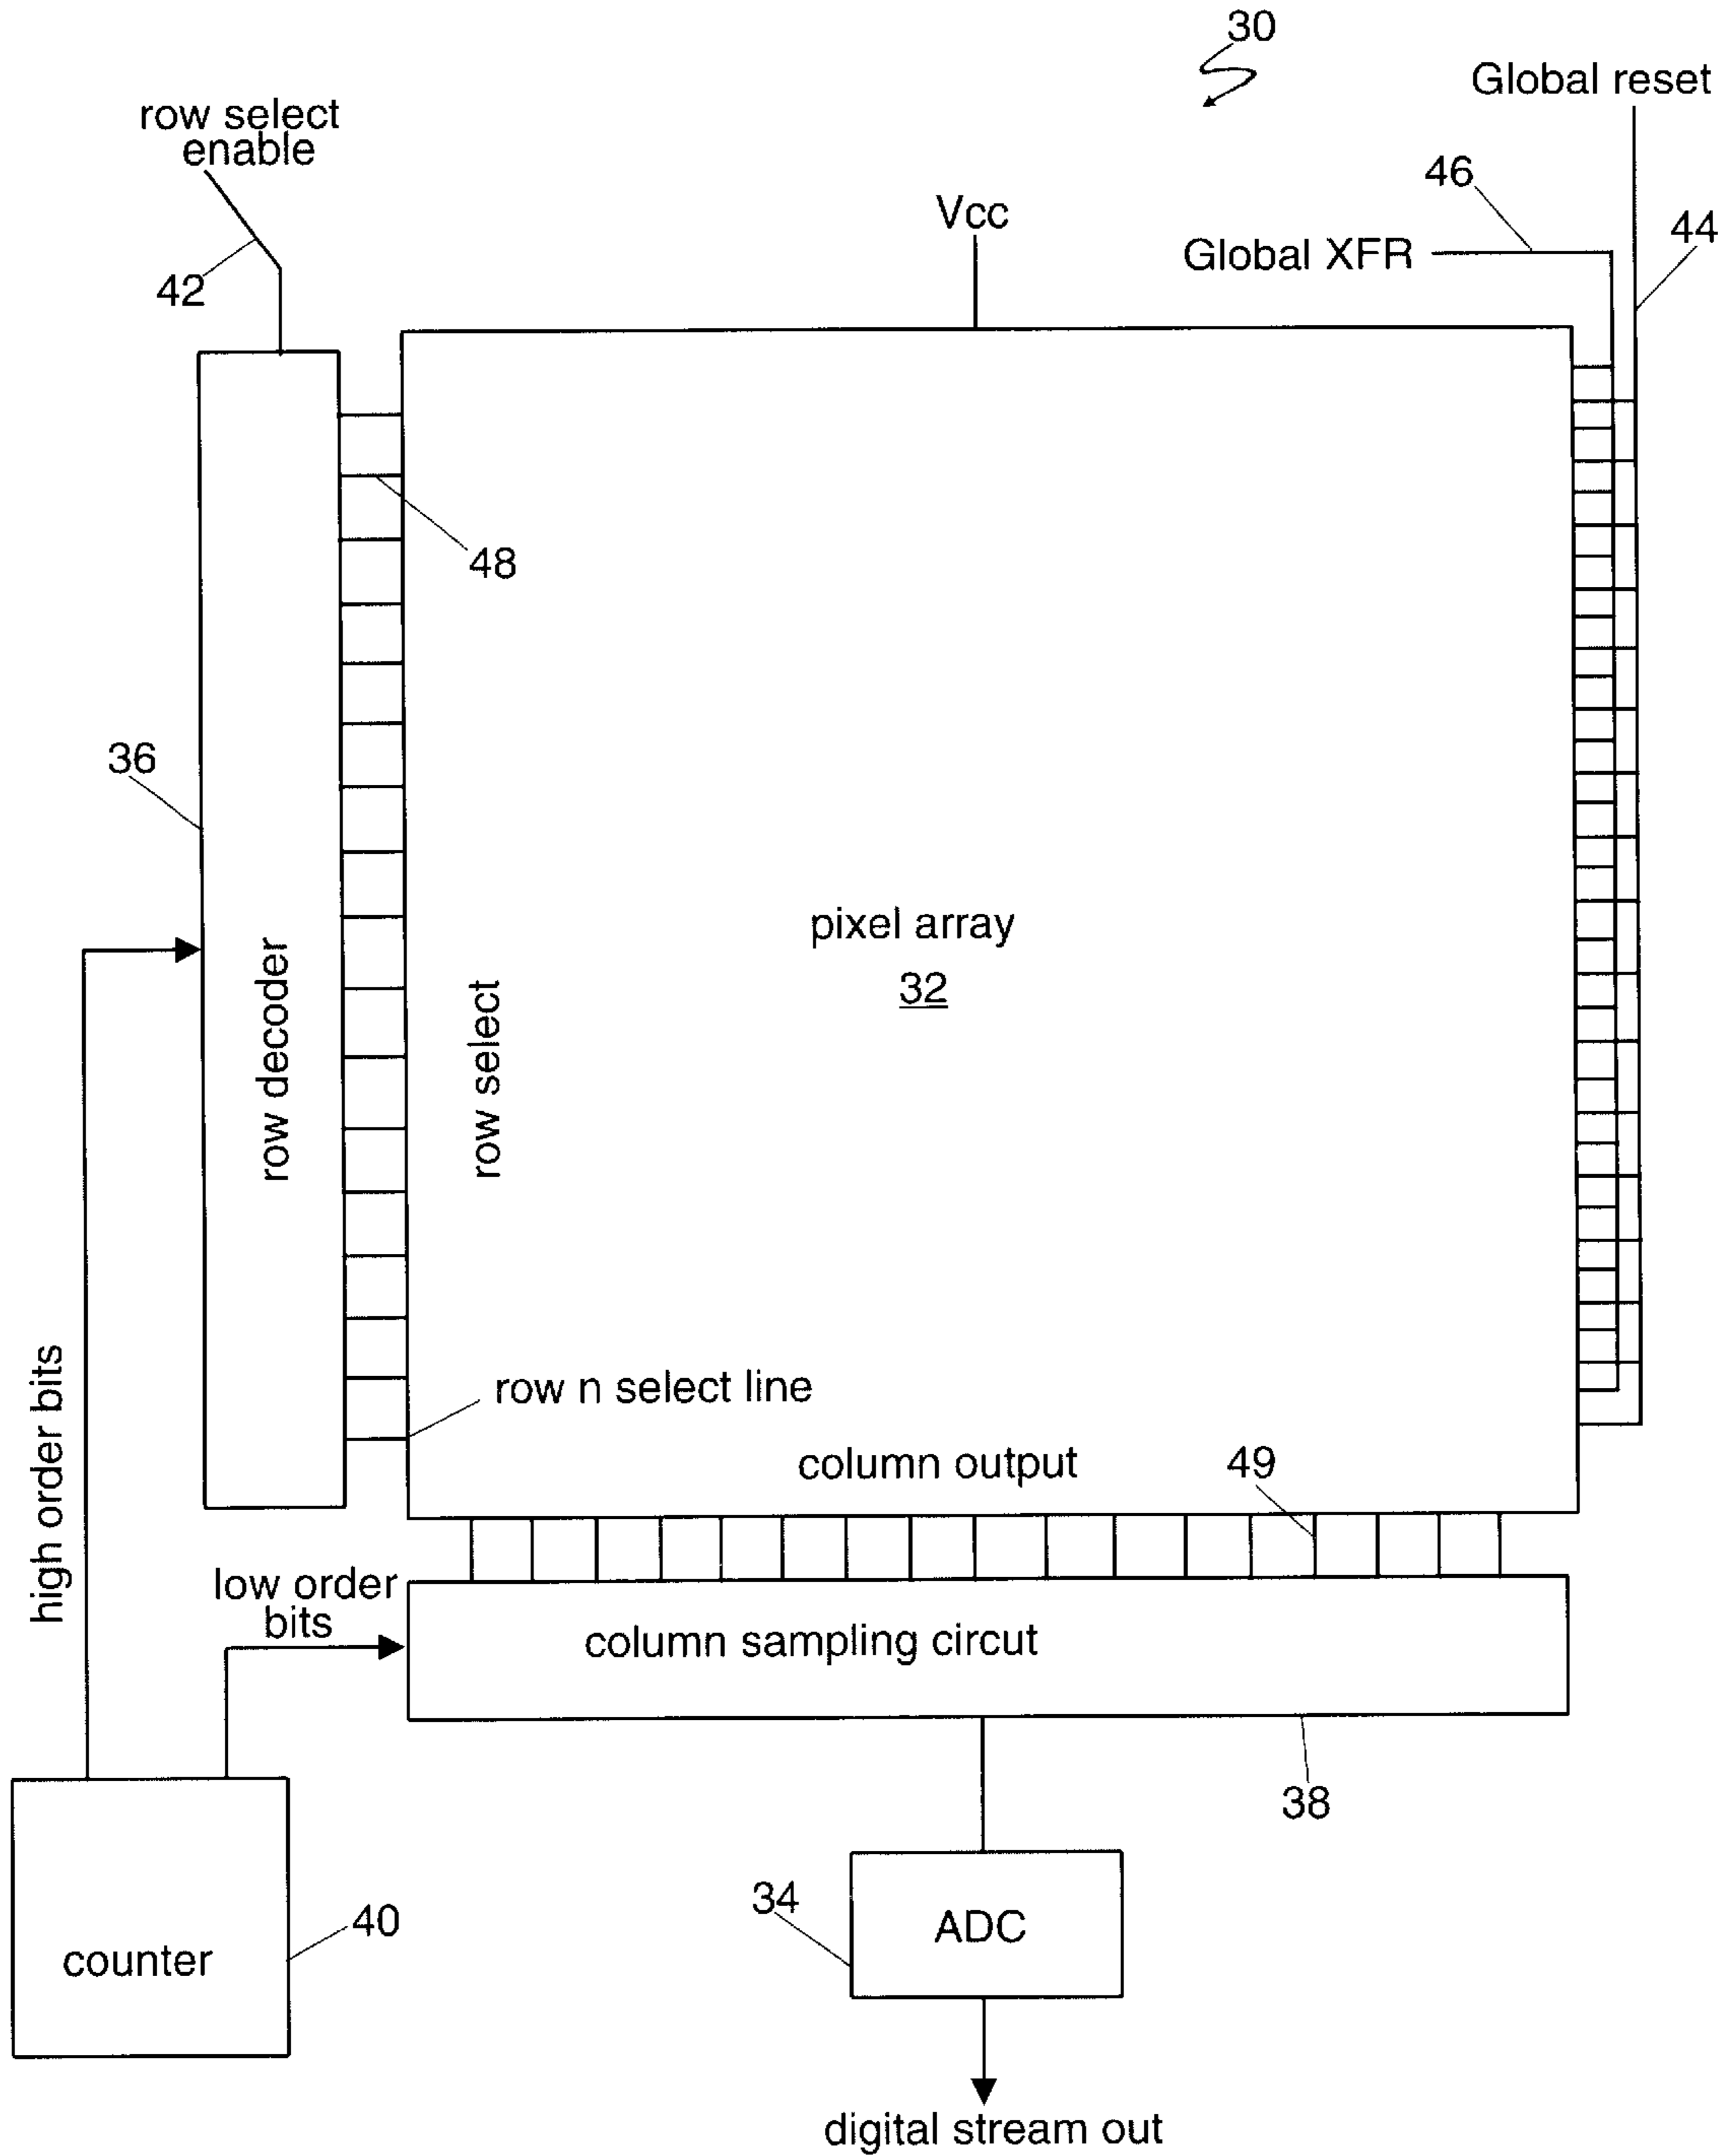 30
Global reset
row select
enable
46
Vcc
44
Global XFR
42
48
36
pixel array
32
row decoder
row select
row n select line
column output
49
high order bits
low order
bits
column sampling circut
38
34
ADC
40
counter
digital stream out